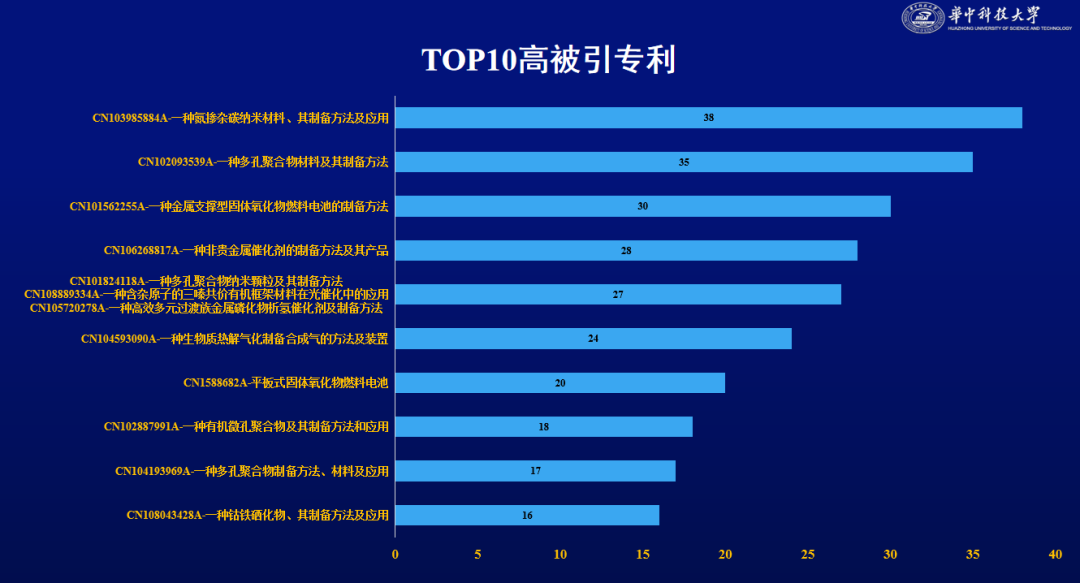 華中科技大學
HUAZHONG UNIVERSITY OF SCIENCE AND TECHNOLOGY
TOP10高被引专利
CN103985884A-一种氮掺杂碳纳米材料、其制备方法及应用
38
CN102093539A-一种多孔聚合物材料及其制备方法
35
CN101562255A-一种金属支撑型固体氧化物燃料电池的制备方法
30
CN106268817A-一种非贵金属催化剂的制备方法及其产品
28
CN101824118A-一种多孔聚合物纳米颗粒及其制备方法
CN108889334A-一种含杂原子的三嗪共价有机框架材料在光催化中的应用
CN105720278A-一种高效多元过渡族金属磷化物析氢催化剂及制备方法
27
CN104593090A-一种生物质热解气化制备合成气的方法及装置
24
CN1588682A-平板式固体氧化物燃料电池
20
CN102887991A-一种有机微孔聚合物及其制备方法和应用
18
CN104193969A-一种多孔聚合物制备方法、材料及应用
17
CN108043428A-一种钴铁硒化物、其制备方法及应用
16
0 5 10 15 20 25 30 35 40